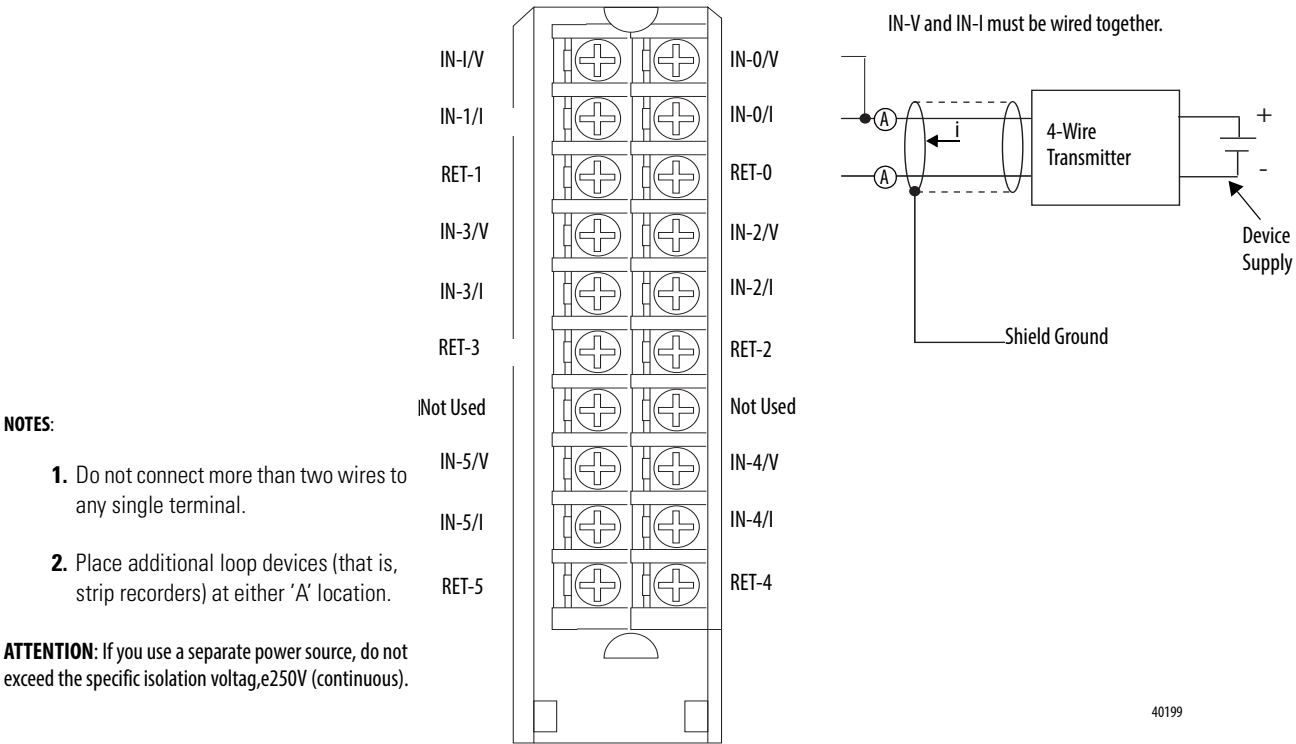 IN-V and IN-I must be wired together.
IN-I/V
IN-0/V
IN-1/I
IN-0/I
RET-1
RET-0
IN-3/V
IN-2/V
IN-3/I
IN-2/I
RET-3
RET-2
Not Used
Not Used
IN-5/V
IN-4/V
IN-5/I
IN-4/I
RET-5
RET-4
A
i
A
4-Wire
Transmitter
+
-
Device
Supply
Shield Ground
NOTES:
1. Do not connect more than two wires to
any single terminal.
2. Place additional loop devices (that is,
strip recorders) at either ’A’ location.
ATTENTION: If you use a separate power source, do not
exceed the specific isolation voltag,e250V (continuous).
40199